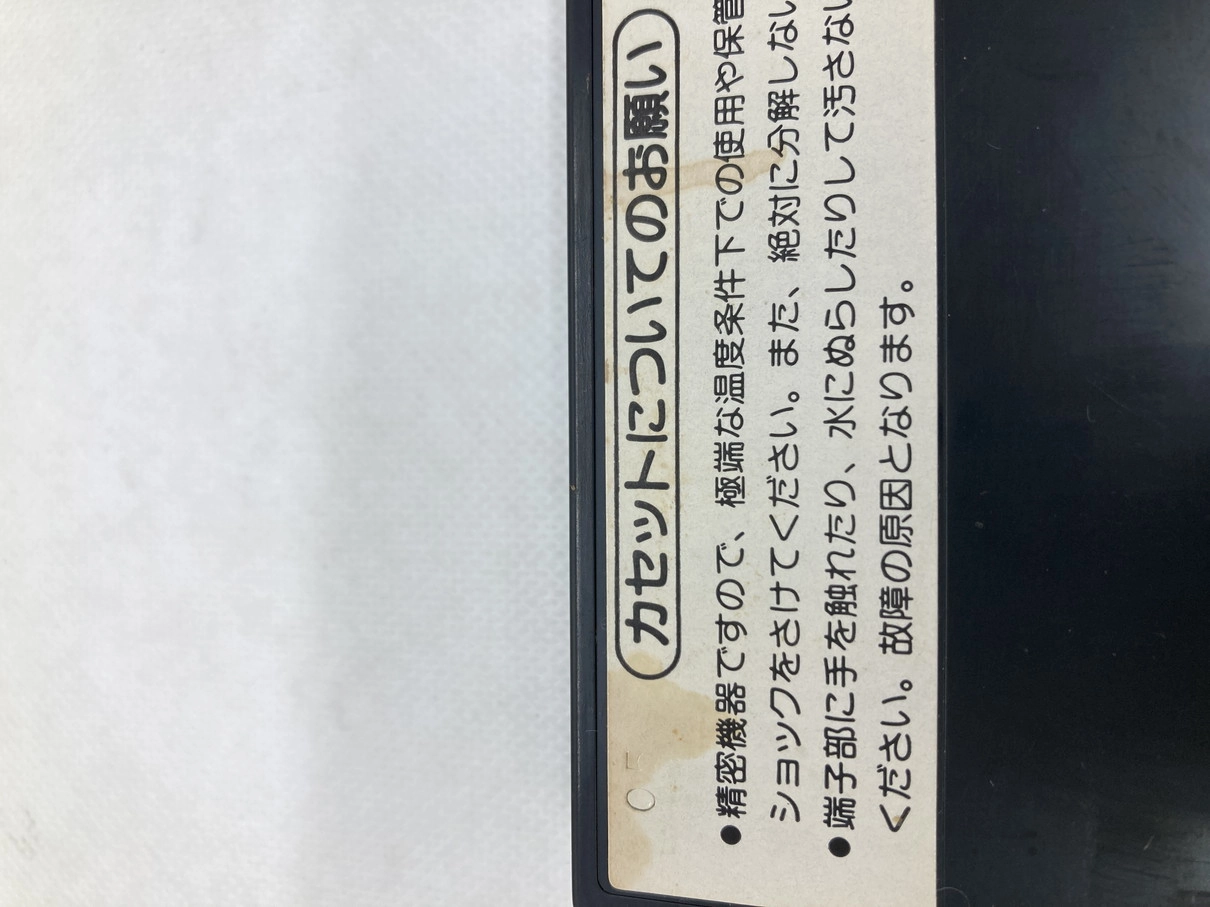 カセットについてのお願い
●精密機器ですので、極端な温度条件下での使用や保管
ショックをさけてください。また、絶対に分解しない
●端子部に手を触れたり、水にぬらしたりして汚さない
ください。故障の原因となります。